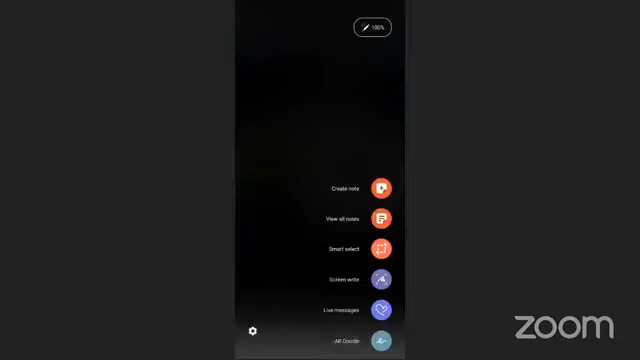 100%
Create note
View all notes
Smart select
Screen write
Live messages
AR Doodle
zoom